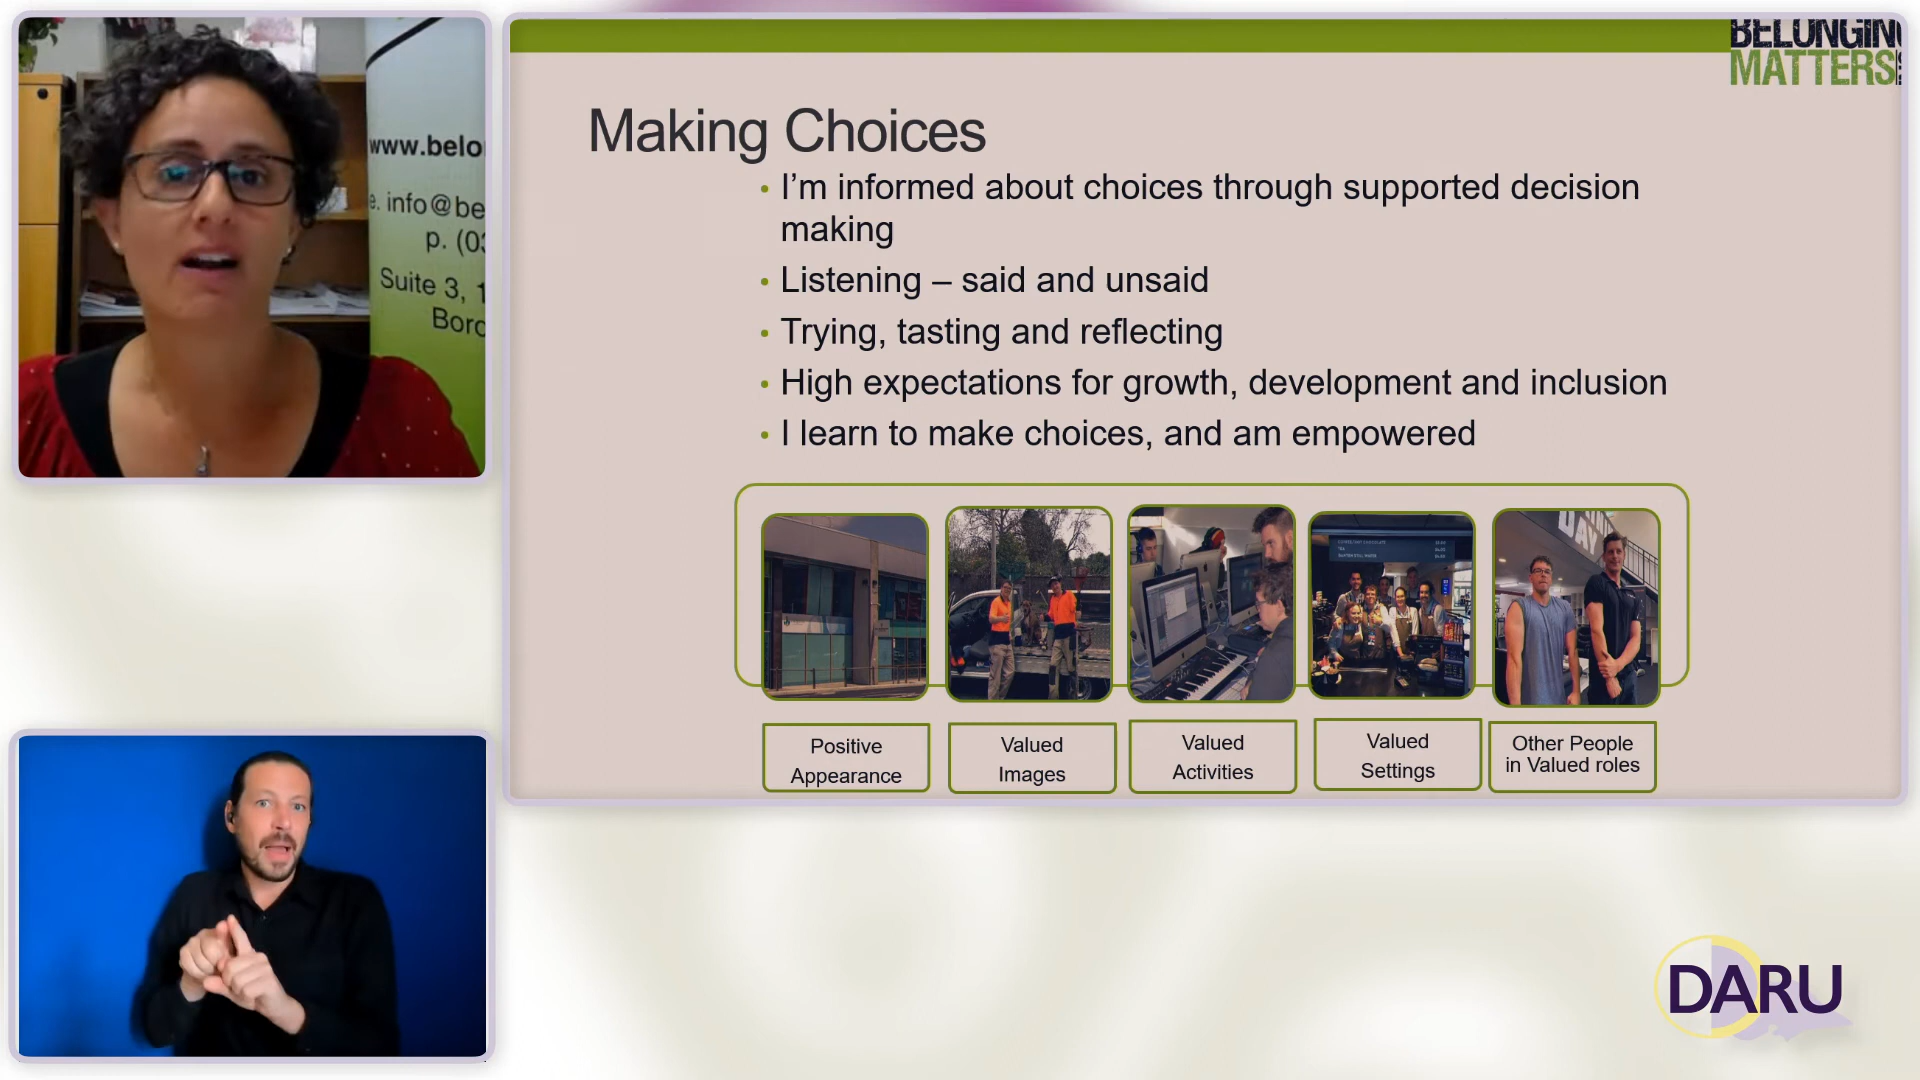 www.belo
e. info@be
p. (03
Suite 3, 1
Boro
BELONGING
MATTERS
Making Choices
• I’m informed about choices through supported decision
making
• Listening – said and unsaid
• Trying, tasting and reflecting
• High expectations for growth, development and inclusion
• I learn to make choices, and am empowered
Positive
Appearance
Valued
Images
Valued
Activities
Valued
Settings
Other People
in Valued roles
DARU